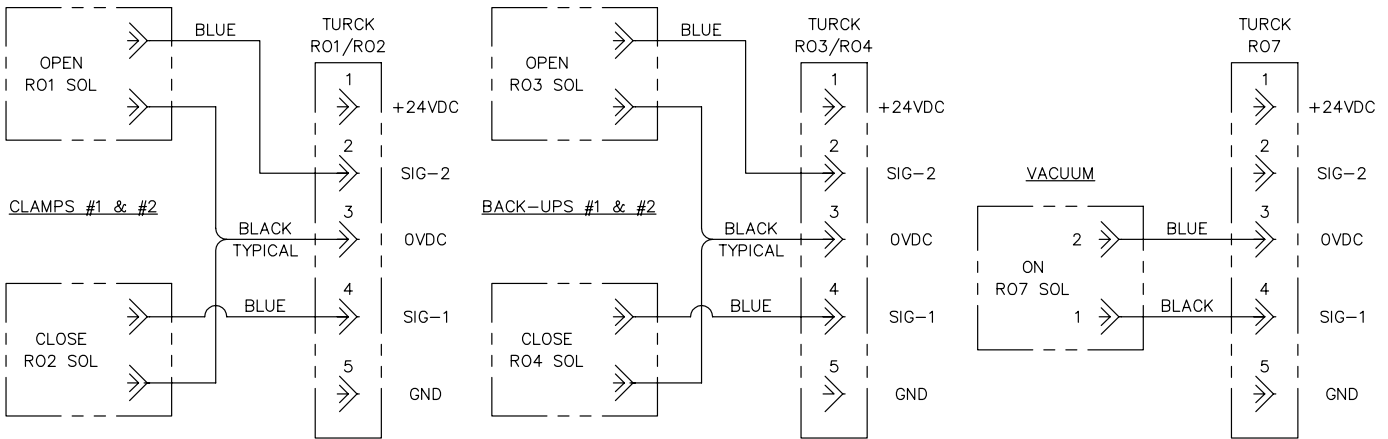 TURCK
RO1/RO2
BLUE
OPEN
RO1 SOL
1
+24VDC
2
SIG-2
CLAMPS #1 & #2
3
BLACK
TYPICAL
0VDC
4
BLUE
SIG-1
CLOSE
RO2 SOL
5
GND
TURCK
RO3/RO4
BLUE
OPEN
RO3 SOL
1
+24VDC
2
SIG-2
BACK-UPS #1 & #2
3
BLACK
TYPICAL
0VDC
4
BLUE
SIG-1
CLOSE
RO4 SOL
5
GND
TURCK
RO7
1
+24VDC
2
SIG-2
VACUUM
3
2
BLUE
0VDC
ON
RO7 SOL
4
1
BLACK
SIG-1
5
GND